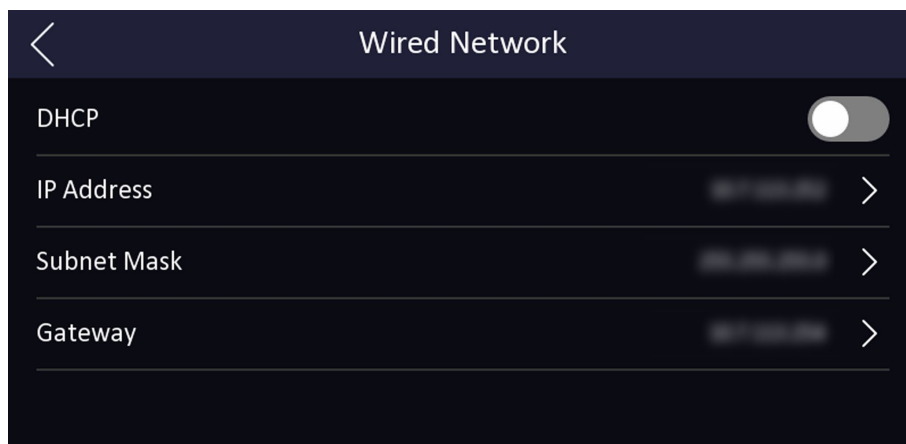 Wired Network
DHCP
IP Address
Subnet Mask
Gateway